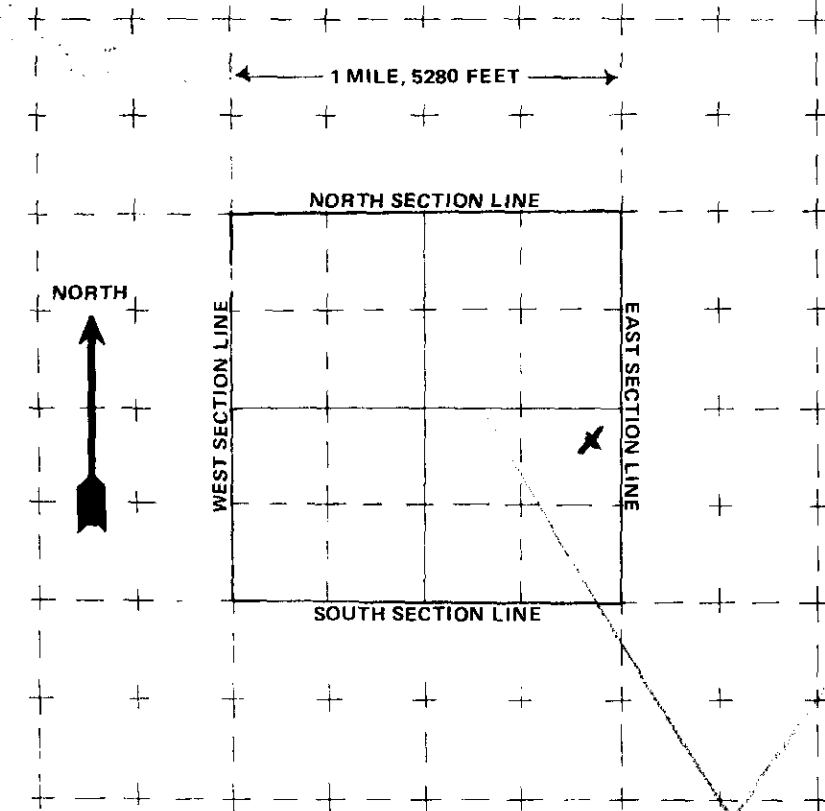 1 MILE, 5280 FEET
NORTH SECTION LINE
NORTH
WEST SECTION LINE
EAST SECTION LINE
SOUTH SECTION LINE